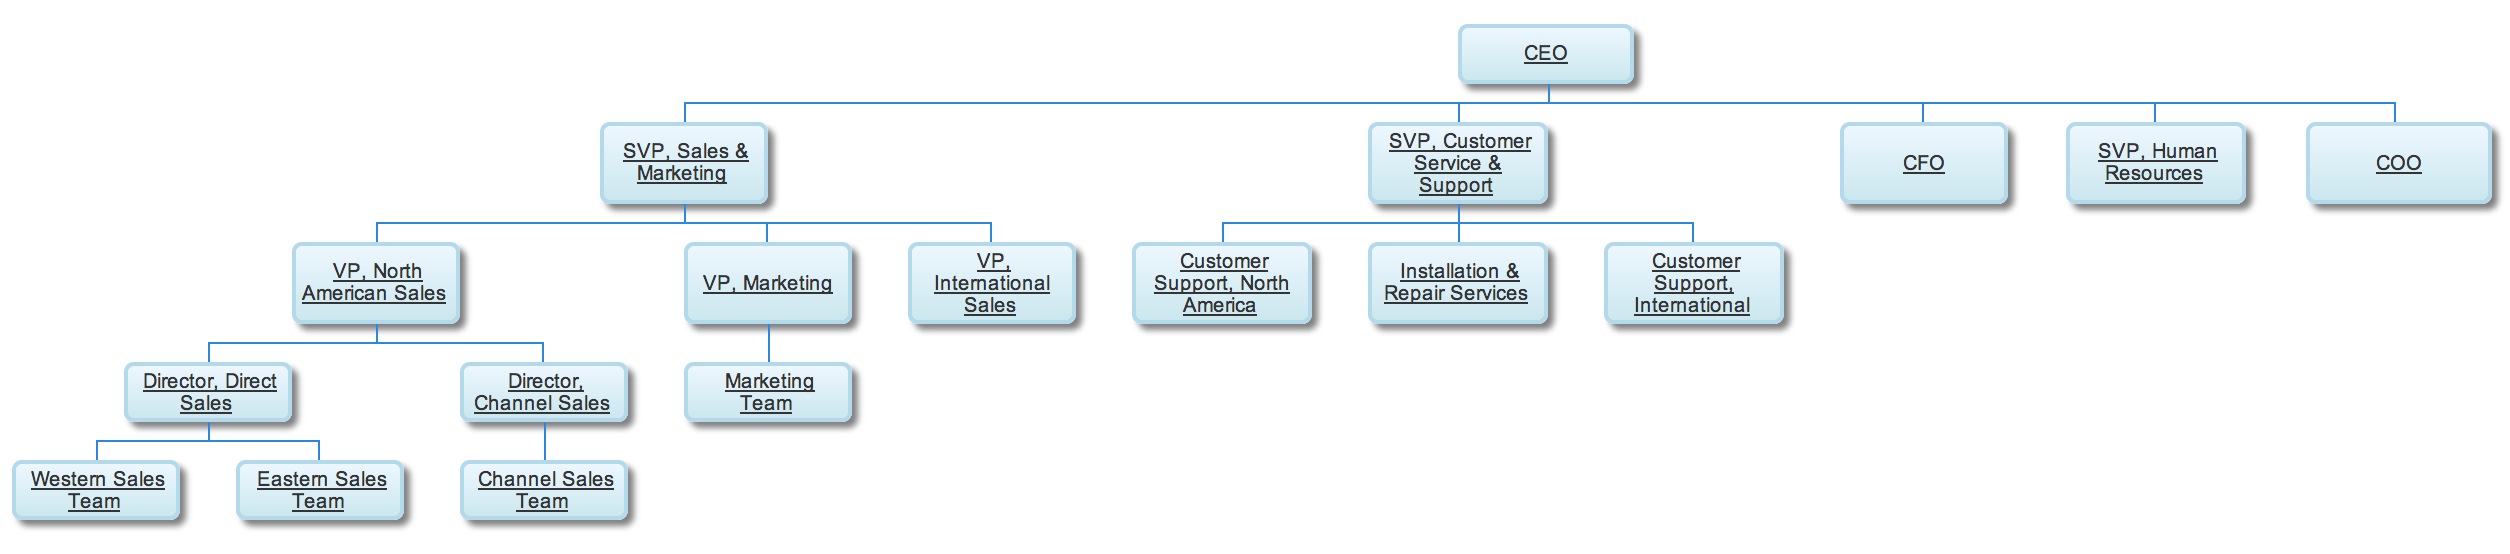 CEO
SVP, Sales &
Marketing
SVP, Customer
Service &
Support
CFO
SVP, Human
Resources
COO
VP, North
American Sales
VP, Marketing
VP,
International
Sales
Customer
Support, North
America
Installation &
Repair Services
Customer
Support,
International
Director, Direct
Sales
Director,
Channel Sales
Marketing
Team
Western Sales
Team
Eastern Sales
Team
Channel Sales
Team